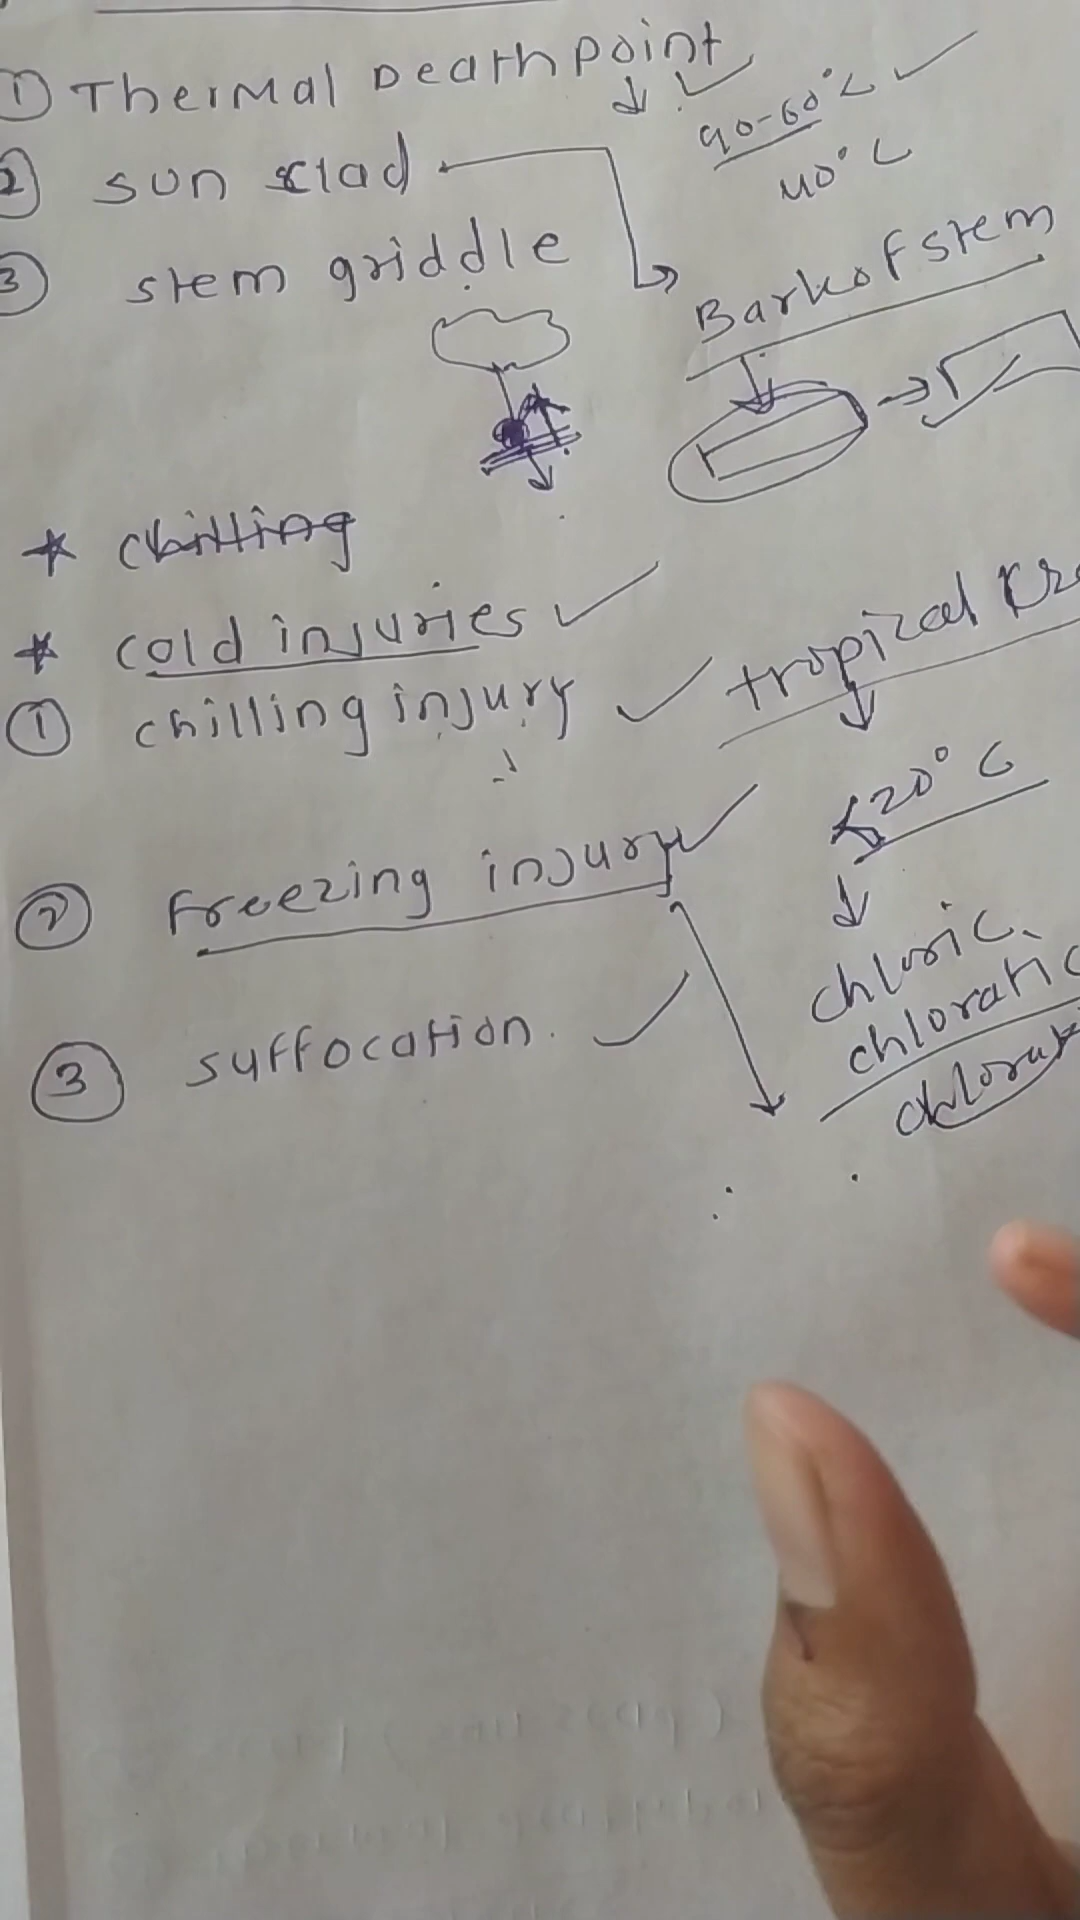 ① Thermal Death point
90-60°C
40°C
② sun clad
③ stem griddle
Bark of stem
* chilling
* cold injuries
① chilling injury
tropical
<20°C
② Freezing injury
chloric
chloratic
③ suffocation.